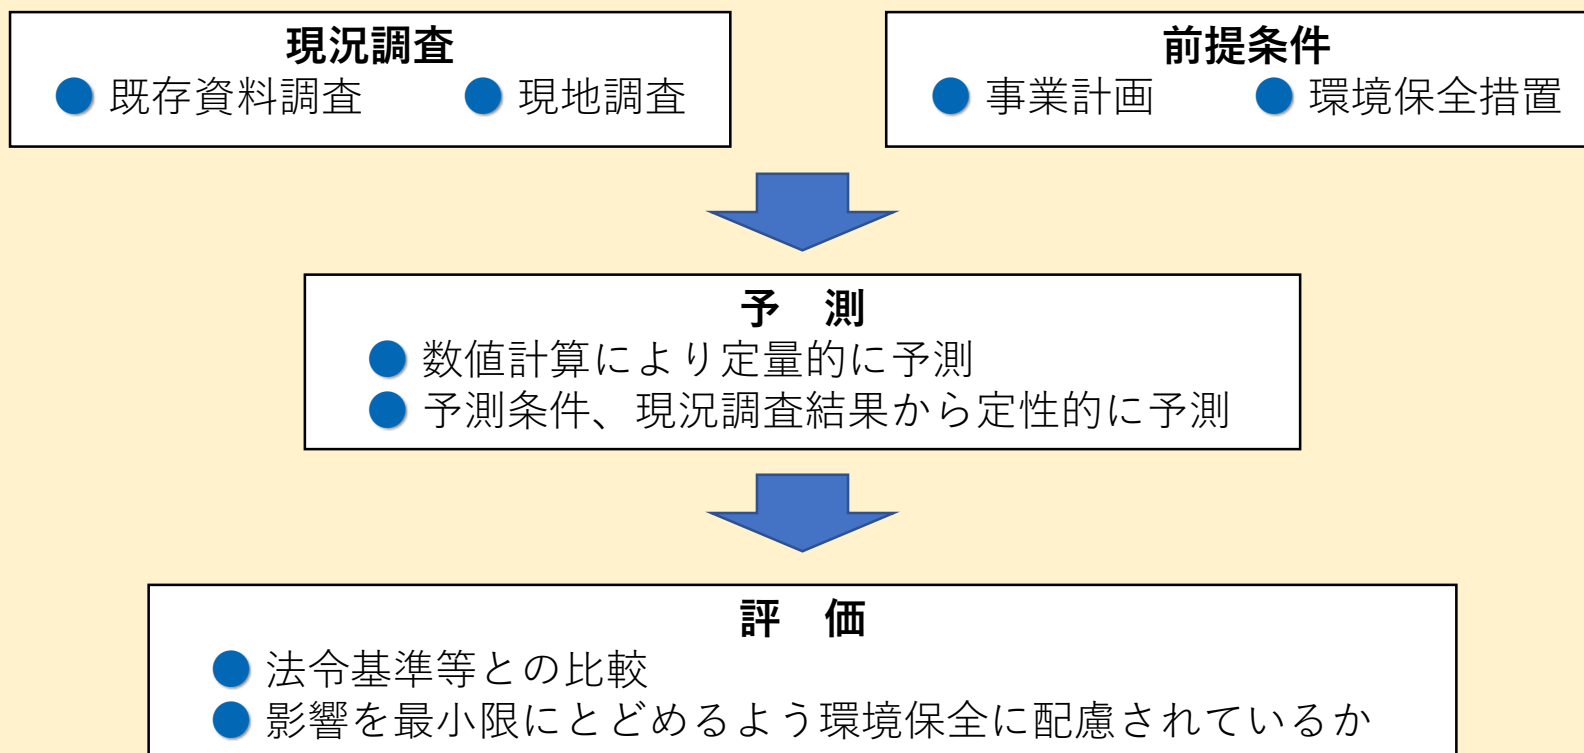 現況調査
● 既存資料調査 ● 現地調査
前提条件
● 事業計画 ● 環境保全措置
予 測
● 数値計算により定量的に予測
● 予測条件、現況調査結果から定性的に予測
評 価
● 法令基準等との比較
● 影響を最小限にとどめるよう環境保全に配慮されているか